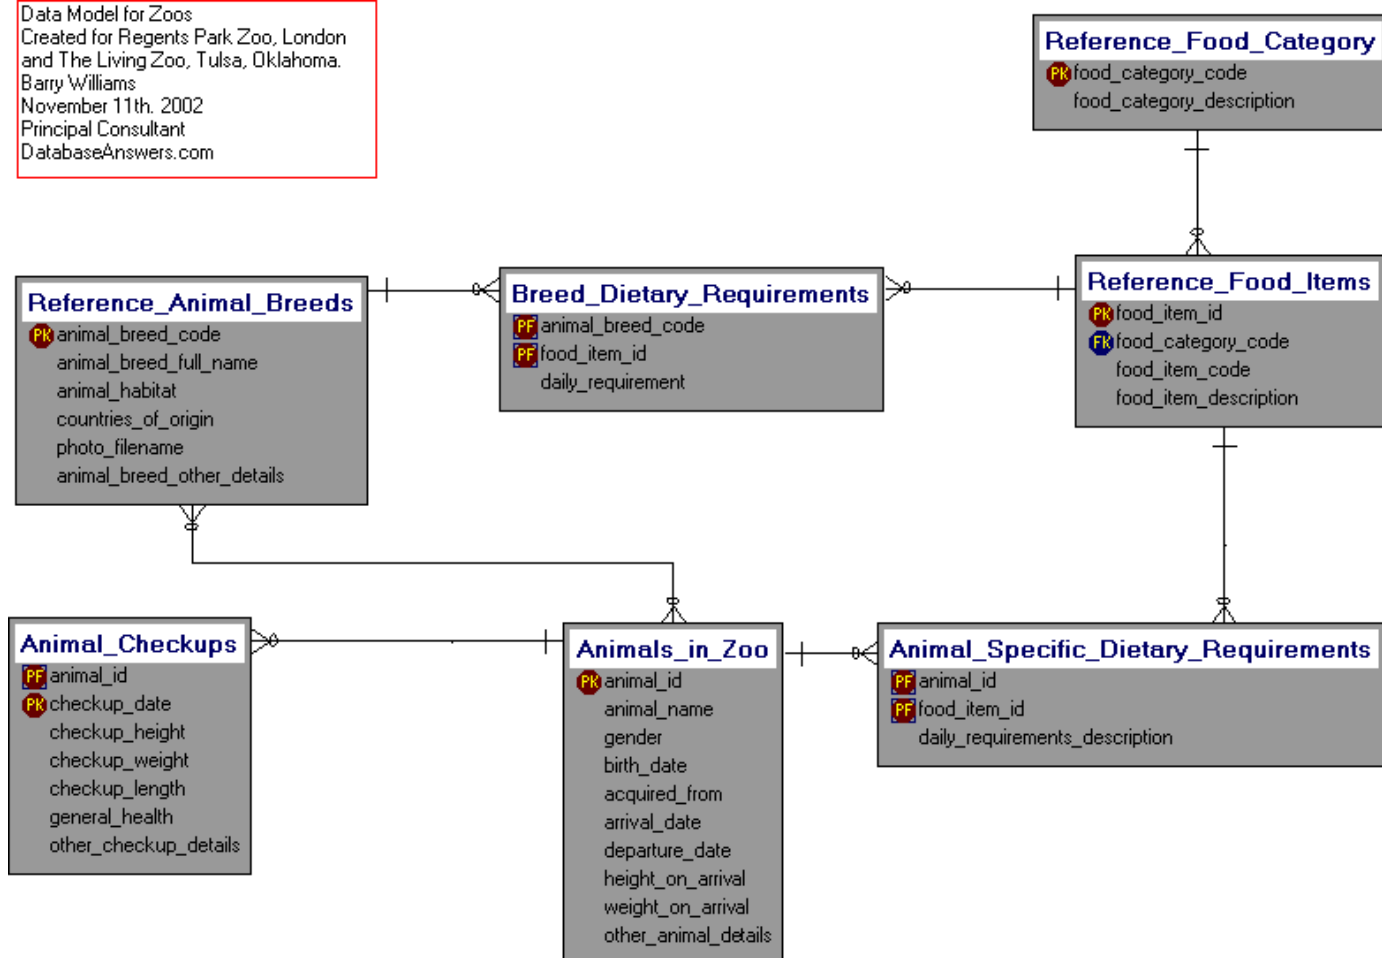 Data Model for Zoos
Created for Regents Park Zoo, London
and The Living Zoo, Tulsa, Oklahoma.
Barry Williams
November 11th. 2002
Principal Consultant
DatabaseAnswers.com
Reference_Food_Category
PK food_category_code
food_category_description
Reference_Animal_Breeds
PK animal_breed_code
animal_breed_full_name
animal_habitat
countries_of_origin
photo_filename
animal_breed_other_details
Breed_Dietary_Requirements
PF animal_breed_code
PF food_item_id
daily_requirement
Reference_Food_Items
PK food_item_id
FK food_category_code
food_item_code
food_item_description
Animal_Checkups
PF animal_id
PK checkup_date
checkup_height
checkup_weight
checkup_length
general_health
other_checkup_details
Animals_in_Zoo
PK animal_id
animal_name
gender
birth_date
acquired_from
arrival_date
departure_date
height_on_arrival
weight_on_arrival
other_animal_details
Animal_Specific_Dietary_Requirements
PF animal_id
PF food_item_id
daily_requirements_description